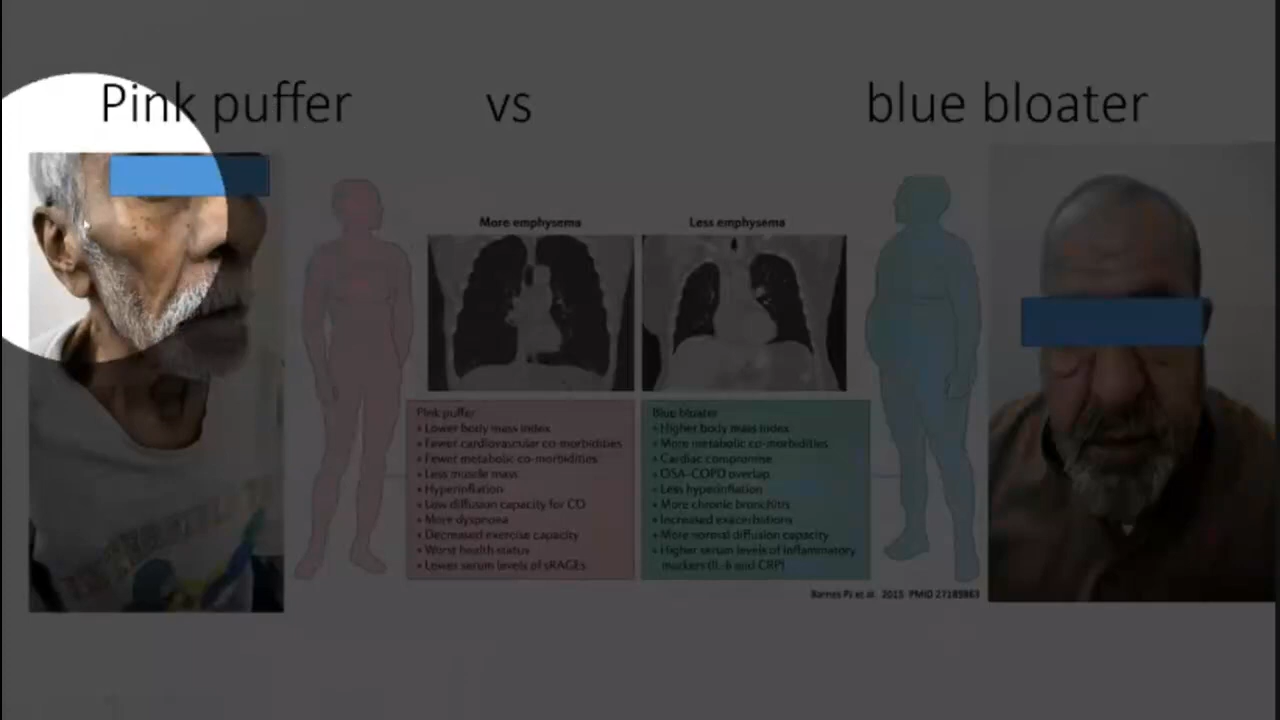 Pink puffer vs blue bloater
More emphysema
Less emphysema
Pink puffer
• Lower body mass index
• Fewer cardiovascular co-morbidities
• Fewer metabolic co-morbidities
• Less muscle mass
• Hyperinflation
• Low diffusion capacity for CO
• More dyspnoea
• Decreased exercise capacity
• Worst health status
• Lower serum levels of sRAGEs
Blue bloater
• Higher body mass index
• More metabolic co-morbidities
• Cardiac compromise
• OSA–COPD overlap
• Less hyperinflation
• More chronic bronchitis
• Increased exacerbations
• More normal diffusion capacity
• Higher serum levels of inflammatory
markers (IL-6 and CRP)
Barnes PJ et al. 2015 PMID 27189863